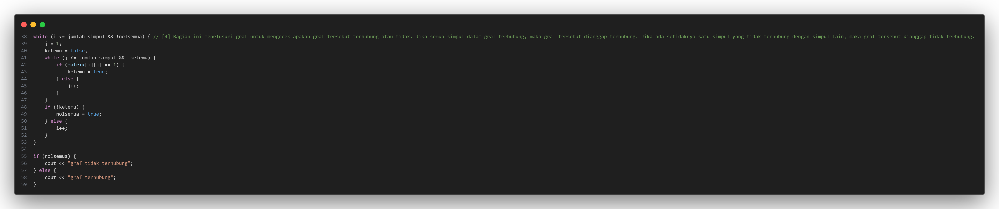 38 while (i <= jumlah_simpul && !nolsemua) { // [4] Bagian ini menelusuri graf untuk mengecek apakah graf tersebut terhubung atau tidak. Jika semua simpul dalam graf terhubung, maka graf tersebut dianggap terhubung. Jika ada setidaknya satu simpul yang tidak terhubung dengan simpul lain, maka graf tersebut dianggap tidak terhubung.
39     j = 1;
40     ketemu = false;
41     while (j <= jumlah_simpul && !ketemu) {
42         if (matrix[i][j] == 1) {
43             ketemu = true;
44         } else {
45             j++;
46         }
47     }
48     if (!ketemu) {
49         nolsemua = true;
50     } else {
51         i++;
52     }
53 }
54
55 if (nolsemua) {
56     cout << "graf tidak terhubung";
57 } else {
58     cout << "graf terhubung";
59 }